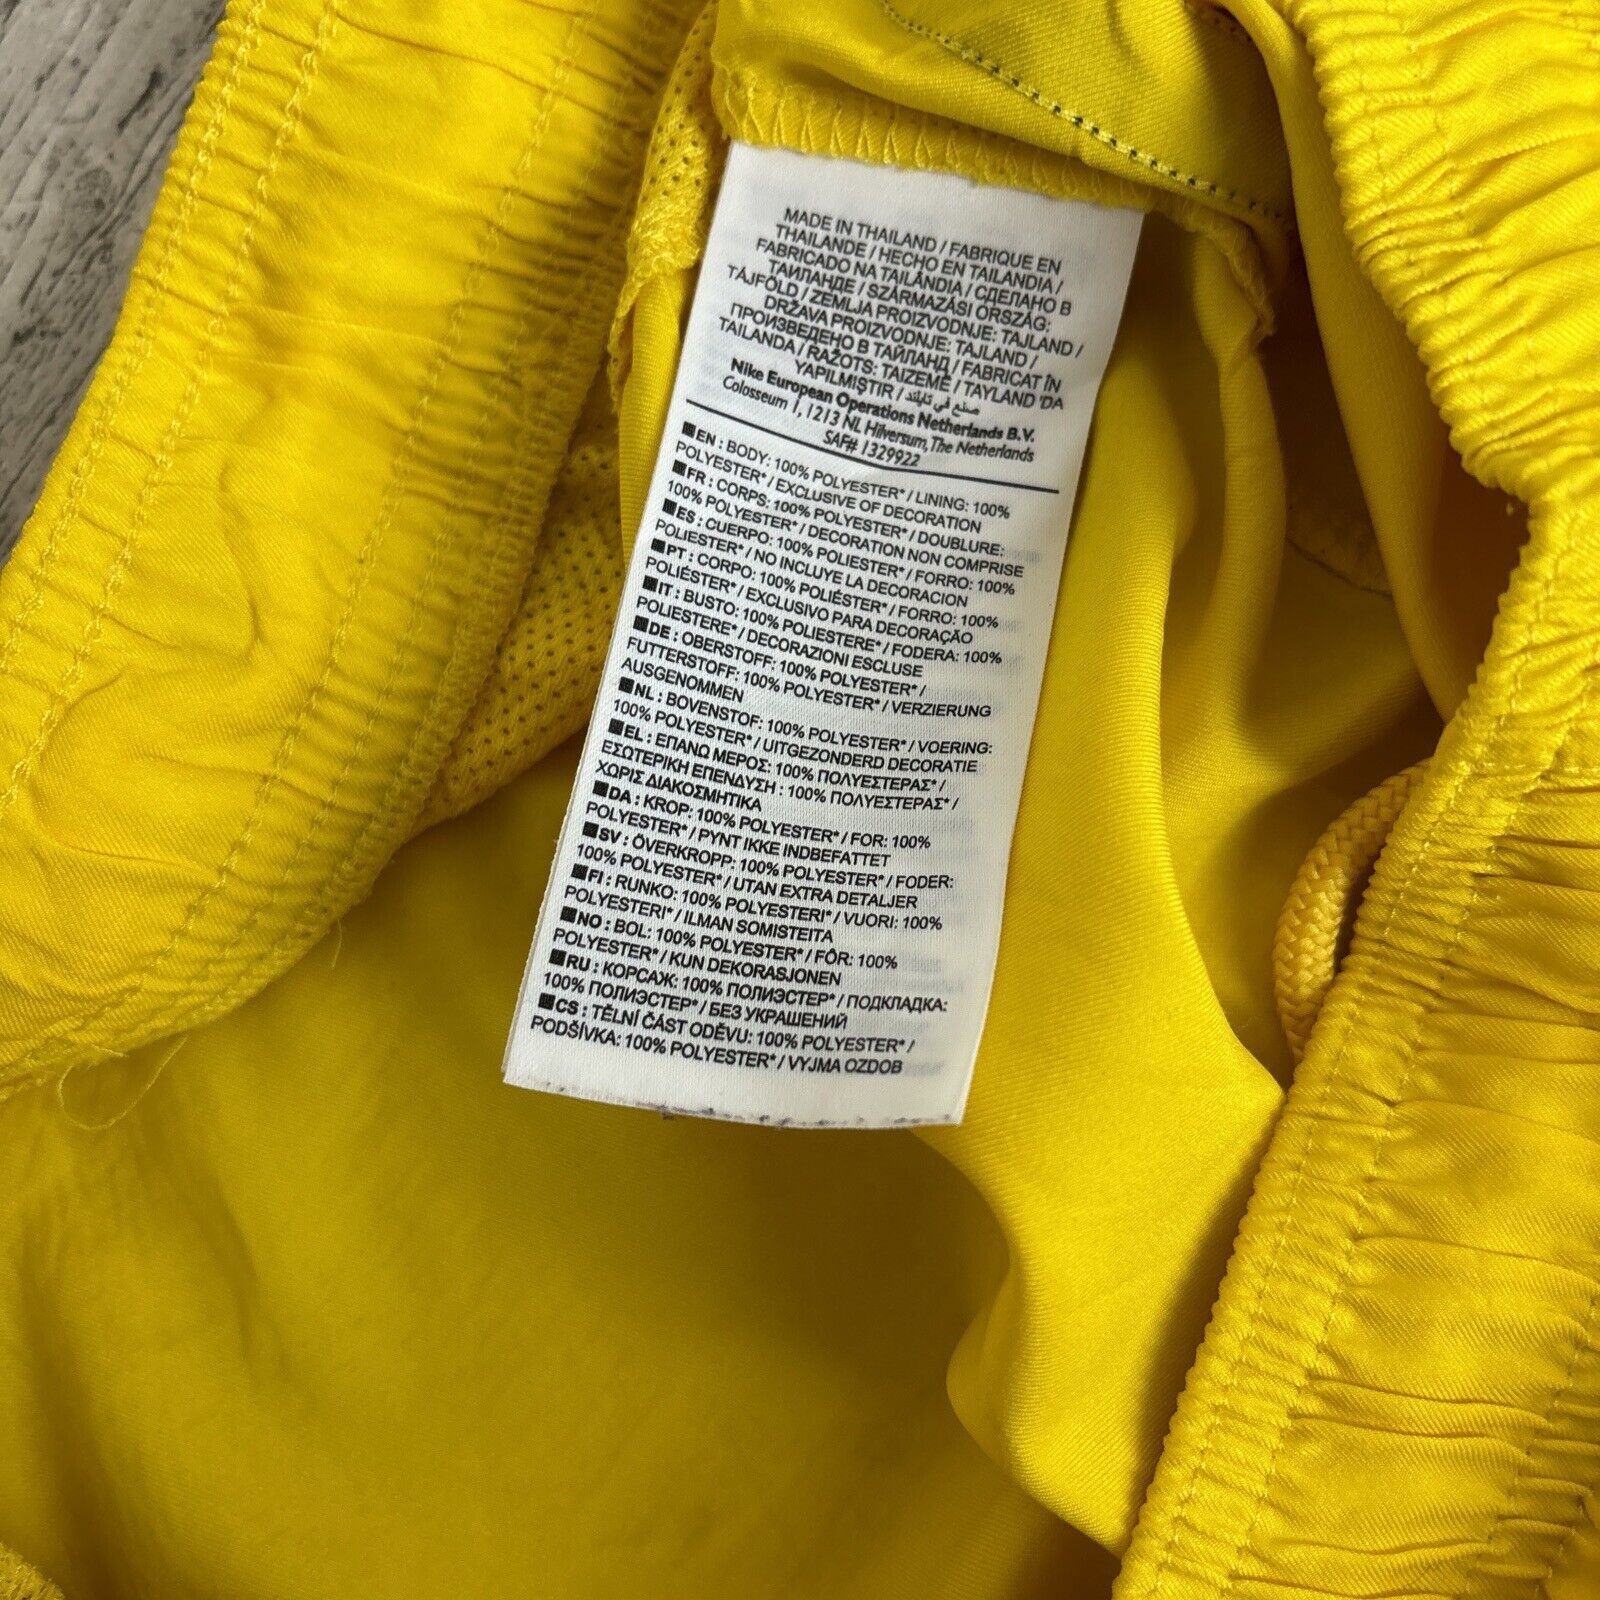 MADE IN THAILAND / FABRIQUE EN
THAILANDE / HECHO EN TAILANDIA /
FABRICADO NA TAILÂNDIA / СДЕЛАНО В
ТАИЛАНДЕ / SZÁRMAZÁSI ORSZÁG:
TÁJFÖLD / ZEMLJA PROIZVODNJE: TAJLAND /
DRŽAVA PROIZVODNJE: TAJLAND /
ПРОИЗВЕДЕНО В ТАЙЛАНД / FABRICAT ÎN
TAILANDA / RAŽOTS: TAIZEMĒ / TAYLAND 'DA
YAPILMIŞTIR / صنع في تايلند
Nike European Operations Netherlands B.V.
Colosseum 1, 1213 NL Hilversum, The Netherlands
SAF# 1329922
■EN : BODY: 100% POLYESTER* / LINING: 100%
POLYESTER* / EXCLUSIVE OF DECORATION
■FR : CORPS: 100% POLYESTER* / DOUBLURE:
100% POLYESTER* / DECORATION NON COMPRISE
■ES : CUERPO: 100% POLIESTER* / FORRO: 100%
POLIESTER* / NO INCLUYE LA DECORACION
■PT : CORPO: 100% POLIÉSTER* / FORRO: 100%
POLIÉSTER* / EXCLUSIVO PARA DECORAÇÃO
■IT : BUSTO: 100% POLIESTERE* / FODERA: 100%
POLIESTERE* / DECORAZIONI ESCLUSE
■DE : OBERSTOFF: 100% POLYESTER* /
FUTTERSTOFF: 100% POLYESTER* / VERZIERUNG
AUSGENOMMEN
■NL : BOVENSTOF: 100% POLYESTER* / VOERING:
100% POLYESTER* / UITGEZONDERD DECORATIE
■EL : ΕΠΑΝΩ ΜΕΡΟΣ: 100% ΠΟΛΥΕΣΤΕΡΑΣ* /
ΕΣΩΤΕΡΙΚΗ ΕΠΕΝΔΥΣΗ : 100% ΠΟΛΥΕΣΤΕΡΑΣ* /
ΧΩΡΙΣ ΔΙΑΚΟΣΜΗΤΙΚΑ
■DA : KROP: 100% POLYESTER* / FOR: 100%
POLYESTER* / PYNT IKKE INDBEFATTET
■SV : ÖVERKROPP: 100% POLYESTER* / FODER:
100% POLYESTER* / UTAN EXTRA DETALJER
■FI : RUNKO: 100% POLYESTERI* / VUORI: 100%
POLYESTERI* / ILMAN SOMISTEITA
■NO : BOL: 100% POLYESTER* / FÔR: 100%
POLYESTER* / KUN DEKORASJONEN
■RU : КОРСАЖ: 100% ПОЛИЭСТЕР* / ПОДКЛАДКА:
100% ПОЛИЭСТЕР* / БЕЗ УКРАШЕНИЙ
■CS : TĚLNÍ ČÁST ODĚVU: 100% POLYESTER* /
PODŠÍVKA: 100% POLYESTER* / VYJMA OZDOB